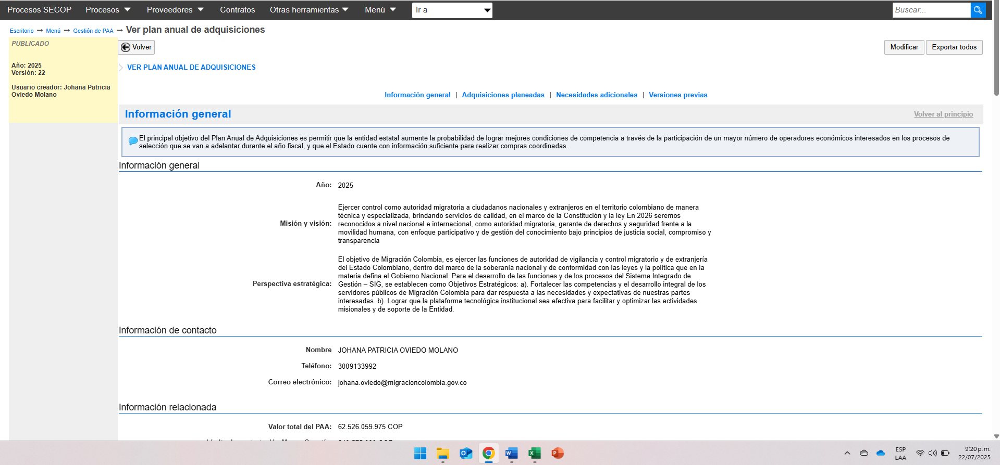 Procesos SECOP Procesos Proveedores Contratos Otras herramientas Menú Ir a Buscar...
Escritorio → Menú → Gestión de PAA → Ver plan anual de adquisiciones
PUBLICADO
Año: 2025
Versión: 22
Usuario creador: Johana Patricia
Oviedo Molano
Volver Modificar Exportar todos
VER PLAN ANUAL DE ADQUISICIONES
Información general | Adquisiciones planeadas | Necesidades adicionales | Versiones previas
Información general Volver al principio
El principal objetivo del Plan Anual de Adquisiciones es permitir que la entidad estatal aumente la probabilidad de lograr mejores condiciones de competencia a través de la participación de un mayor número de operadores económicos interesados en los procesos de
selección que se van a adelantar durante el año fiscal, y que el Estado cuente con información suficiente para realizar compras coordinadas.
Información general
Año: 2025
Misión y visión:
Ejercer control como autoridad migratoria a ciudadanos nacionales y extranjeros en el territorio colombiano de manera
técnica y especializada, brindando servicios de calidad, en el marco de la Constitución y la ley En 2026 seremos
reconocidos a nivel nacional e internacional, como autoridad migratoria, garante de derechos y seguridad frente a la
movilidad humana, con enfoque participativo y de gestión del conocimiento bajo principios de justicia social, compromiso y
transparencia
Perspectiva estratégica:
El objetivo de Migración Colombia, es ejercer las funciones de autoridad de vigilancia y control migratorio y de extranjería
del Estado Colombiano, dentro del marco de la soberanía nacional y de conformidad con las leyes y la política que en la
materia defina el Gobierno Nacional. Para el desarrollo de las funciones y de los procesos del Sistema Integrado de
Gestión – SIG, se establecen como Objetivos Estratégicos: a). Fortalecer las competencias y el desarrollo integral de los
servidores públicos de Migración Colombia para dar respuesta a las necesidades y expectativas de nuestras partes
interesadas. b). Lograr que la plataforma tecnológica institucional sea efectiva para facilitar y optimizar las actividades
misionales y de soporte de la Entidad.
Información de contacto
Nombre JOHANA PATRICIA OVIEDO MOLANO
Teléfono: 3009133992
Correo electrónico: johana.oviedo@migracioncolombia.gov.co
Información relacionada
Valor total del PAA: 62.526.059.975 COP
ESP
LAA
9:20 p. m.
22/07/2025